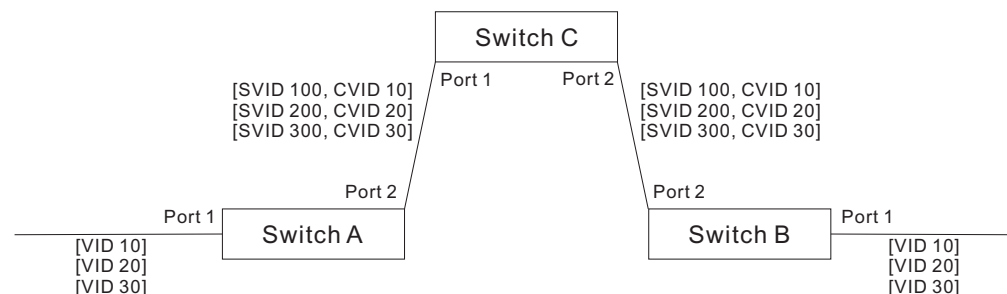 Switch C
Port 1
Port 2
[SVID 100, CVID 10]
[SVID 200, CVID 20]
[SVID 300, CVID 30]
[SVID 100, CVID 10]
[SVID 200, CVID 20]
[SVID 300, CVID 30]
Port 2
Port 2
Port 1
Switch A
Switch B
Port 1
[VID 10]
[VID 20]
[VID 30]
[VID 10]
[VID 20]
[VID 30]